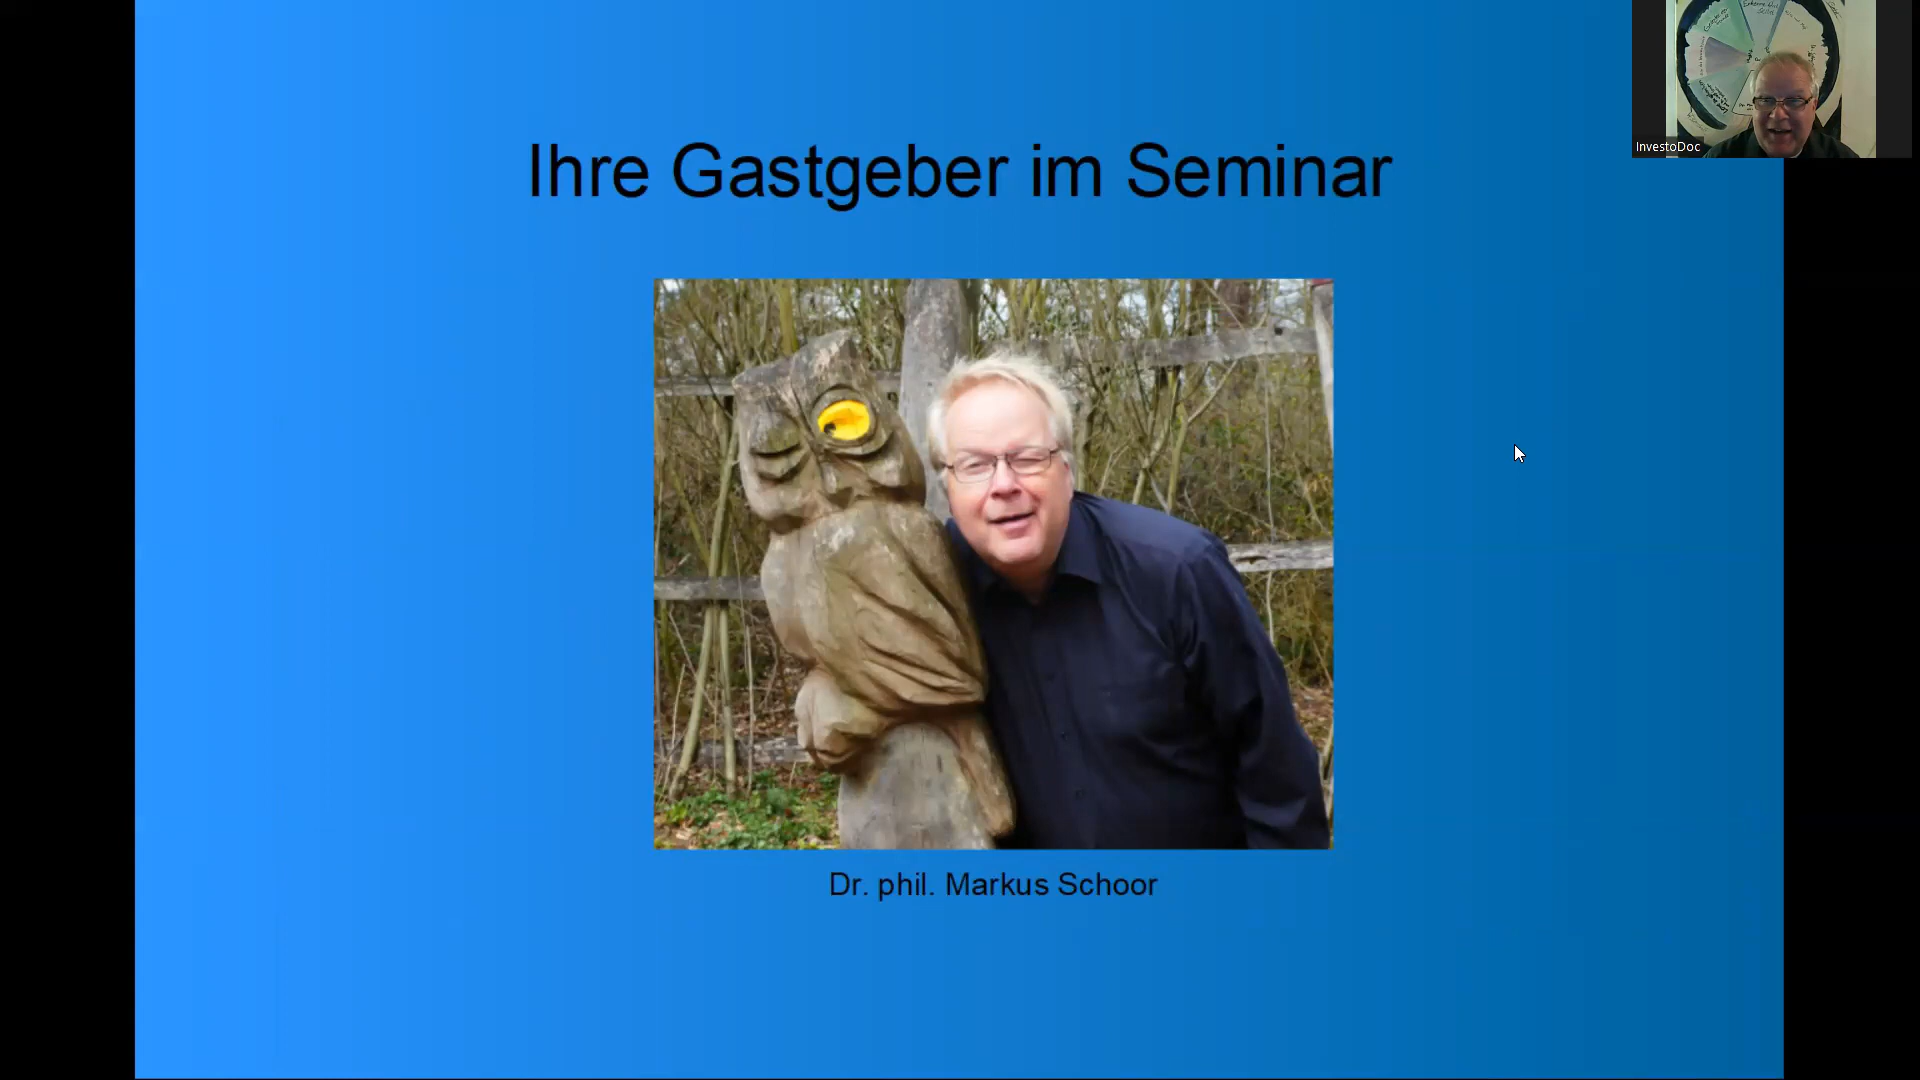 Ihre Gastgeber im Seminar
InvestoDoc
Dr. phil. Markus Schoor